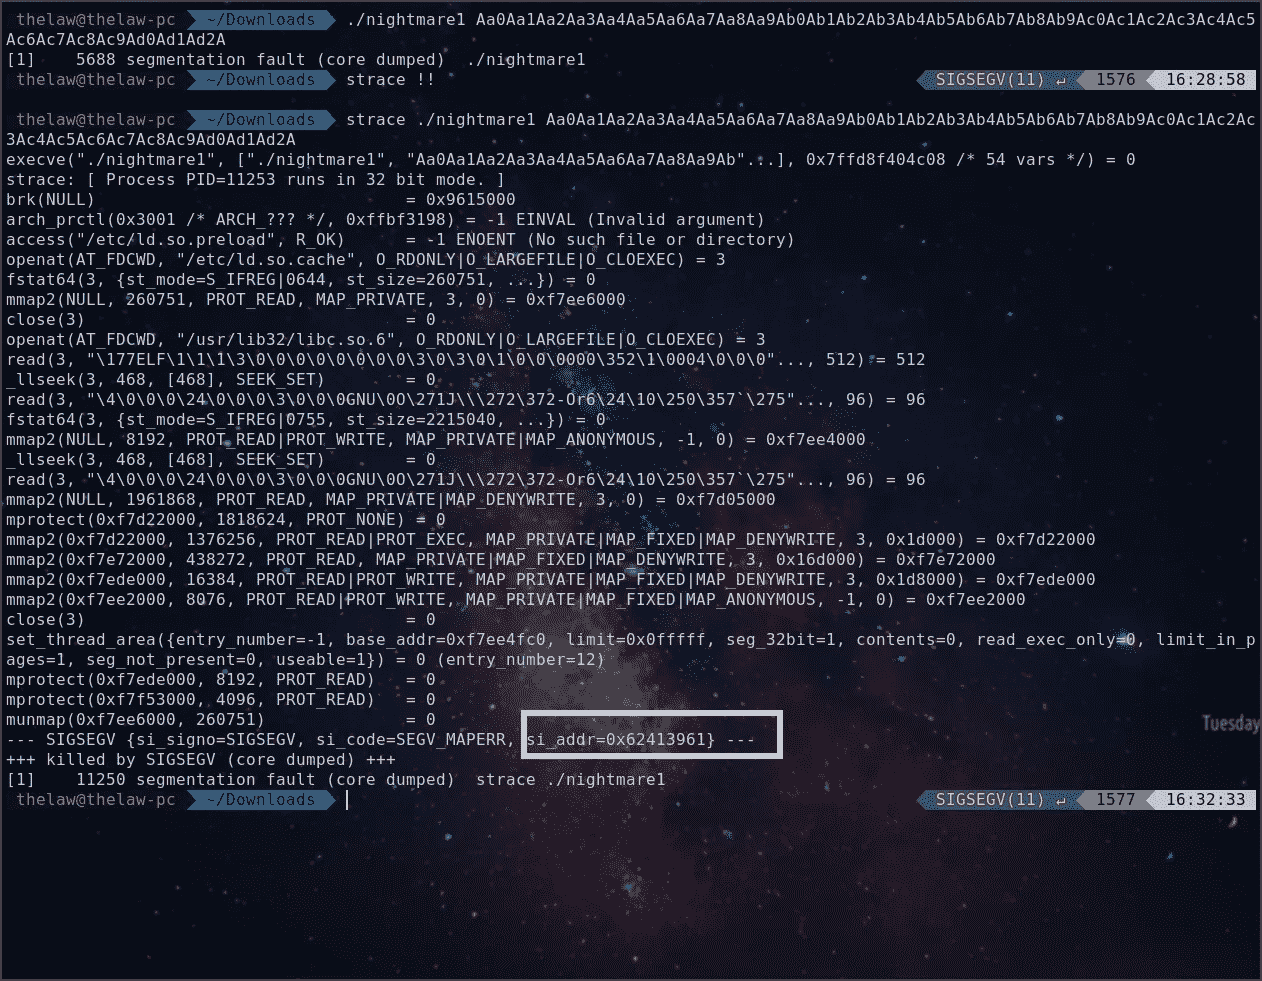 thelaw@thelaw-pc ~/Downloads ./nightmare1 Aa0Aa1Aa2Aa3Aa4Aa5Aa6Aa7Aa8Aa9Ab0Ab1Ab2Ab3Ab4Ab5Ab6Ab7Ab8Ab9Ac0Ac1Ac2Ac3Ac4Ac5
Ac6Ac7Ac8Ac9Ad0Ad1Ad2A
[1]    5688 segmentation fault (core dumped)  ./nightmare1
thelaw@thelaw-pc ~/Downloads strace !! SIGSEGV(11) ↵ 1576 16:28:58
thelaw@thelaw-pc ~/Downloads strace ./nightmare1 Aa0Aa1Aa2Aa3Aa4Aa5Aa6Aa7Aa8Aa9Ab0Ab1Ab2Ab3Ab4Ab5Ab6Ab7Ab8Ab9Ac0Ac1Ac2Ac
3Ac4Ac5Ac6Ac7Ac8Ac9Ad0Ad1Ad2A
execve("./nightmare1", ["./nightmare1", "Aa0Aa1Aa2Aa3Aa4Aa5Aa6Aa7Aa8Aa9Ab"...], 0x7ffd8f404c08 /* 54 vars */) = 0
strace: [ Process PID=11253 runs in 32 bit mode. ]
brk(NULL)                               = 0x9615000
arch_prctl(0x3001 /* ARCH_??? */, 0xffbf3198) = -1 EINVAL (Invalid argument)
access("/etc/ld.so.preload", R_OK)      = -1 ENOENT (No such file or directory)
openat(AT_FDCWD, "/etc/ld.so.cache", O_RDONLY|O_LARGEFILE|O_CLOEXEC) = 3
fstat64(3, {st_mode=S_IFREG|0644, st_size=260751, ...}) = 0
mmap2(NULL, 260751, PROT_READ, MAP_PRIVATE, 3, 0) = 0xf7ee6000
close(3)                                = 0
openat(AT_FDCWD, "/usr/lib32/libc.so.6", O_RDONLY|O_LARGEFILE|O_CLOEXEC) = 3
read(3, "\177ELF\1\1\1\3\0\0\0\0\0\0\0\0\3\0\3\0\1\0\0\0000\352\1\0004\0\0\0"..., 512) = 512
_llseek(3, 468, [468], SEEK_SET)        = 0
read(3, "\4\0\0\0\24\0\0\0\3\0\0\0GNU\0O\271J\\\272\372-Or6\24\10\250\357`\275"..., 96) = 96
fstat64(3, {st_mode=S_IFREG|0755, st_size=2215040, ...}) = 0
mmap2(NULL, 8192, PROT_READ|PROT_WRITE, MAP_PRIVATE|MAP_ANONYMOUS, -1, 0) = 0xf7ee4000
_llseek(3, 468, [468], SEEK_SET)        = 0
read(3, "\4\0\0\0\24\0\0\0\3\0\0\0GNU\0O\271J\\\272\372-Or6\24\10\250\357`\275"..., 96) = 96
mmap2(NULL, 1961868, PROT_READ, MAP_PRIVATE|MAP_DENYWRITE, 3, 0) = 0xf7d05000
mprotect(0xf7d22000, 1818624, PROT_NONE) = 0
mmap2(0xf7d22000, 1376256, PROT_READ|PROT_EXEC, MAP_PRIVATE|MAP_FIXED|MAP_DENYWRITE, 3, 0x1d000) = 0xf7d22000
mmap2(0xf7e72000, 438272, PROT_READ, MAP_PRIVATE|MAP_FIXED|MAP_DENYWRITE, 3, 0x16d000) = 0xf7e72000
mmap2(0xf7ede000, 16384, PROT_READ|PROT_WRITE, MAP_PRIVATE|MAP_FIXED|MAP_DENYWRITE, 3, 0x1d8000) = 0xf7ede000
mmap2(0xf7ee2000, 8076, PROT_READ|PROT_WRITE, MAP_PRIVATE|MAP_FIXED|MAP_ANONYMOUS, -1, 0) = 0xf7ee2000
close(3)                                = 0
set_thread_area({entry_number=-1, base_addr=0xf7ee4fc0, limit=0x0fffff, seg_32bit=1, contents=0, read_exec_only=0, limit_in_p
ages=1, seg_not_present=0, useable=1}) = 0 (entry_number=12)
mprotect(0xf7ede000, 8192, PROT_READ)   = 0
mprotect(0xf7f53000, 4096, PROT_READ)   = 0
munmap(0xf7ee6000, 260751)              = 0
Tuesday
--- SIGSEGV {si_signo=SIGSEGV, si_code=SEGV_MAPERR, si_addr=0x62413961} ---
+++ killed by SIGSEGV (core dumped) +++
[1]    11250 segmentation fault (core dumped)  strace ./nightmare1
thelaw@thelaw-pc ~/Downloads SIGSEGV(11) ↵ 1577 16:32:33